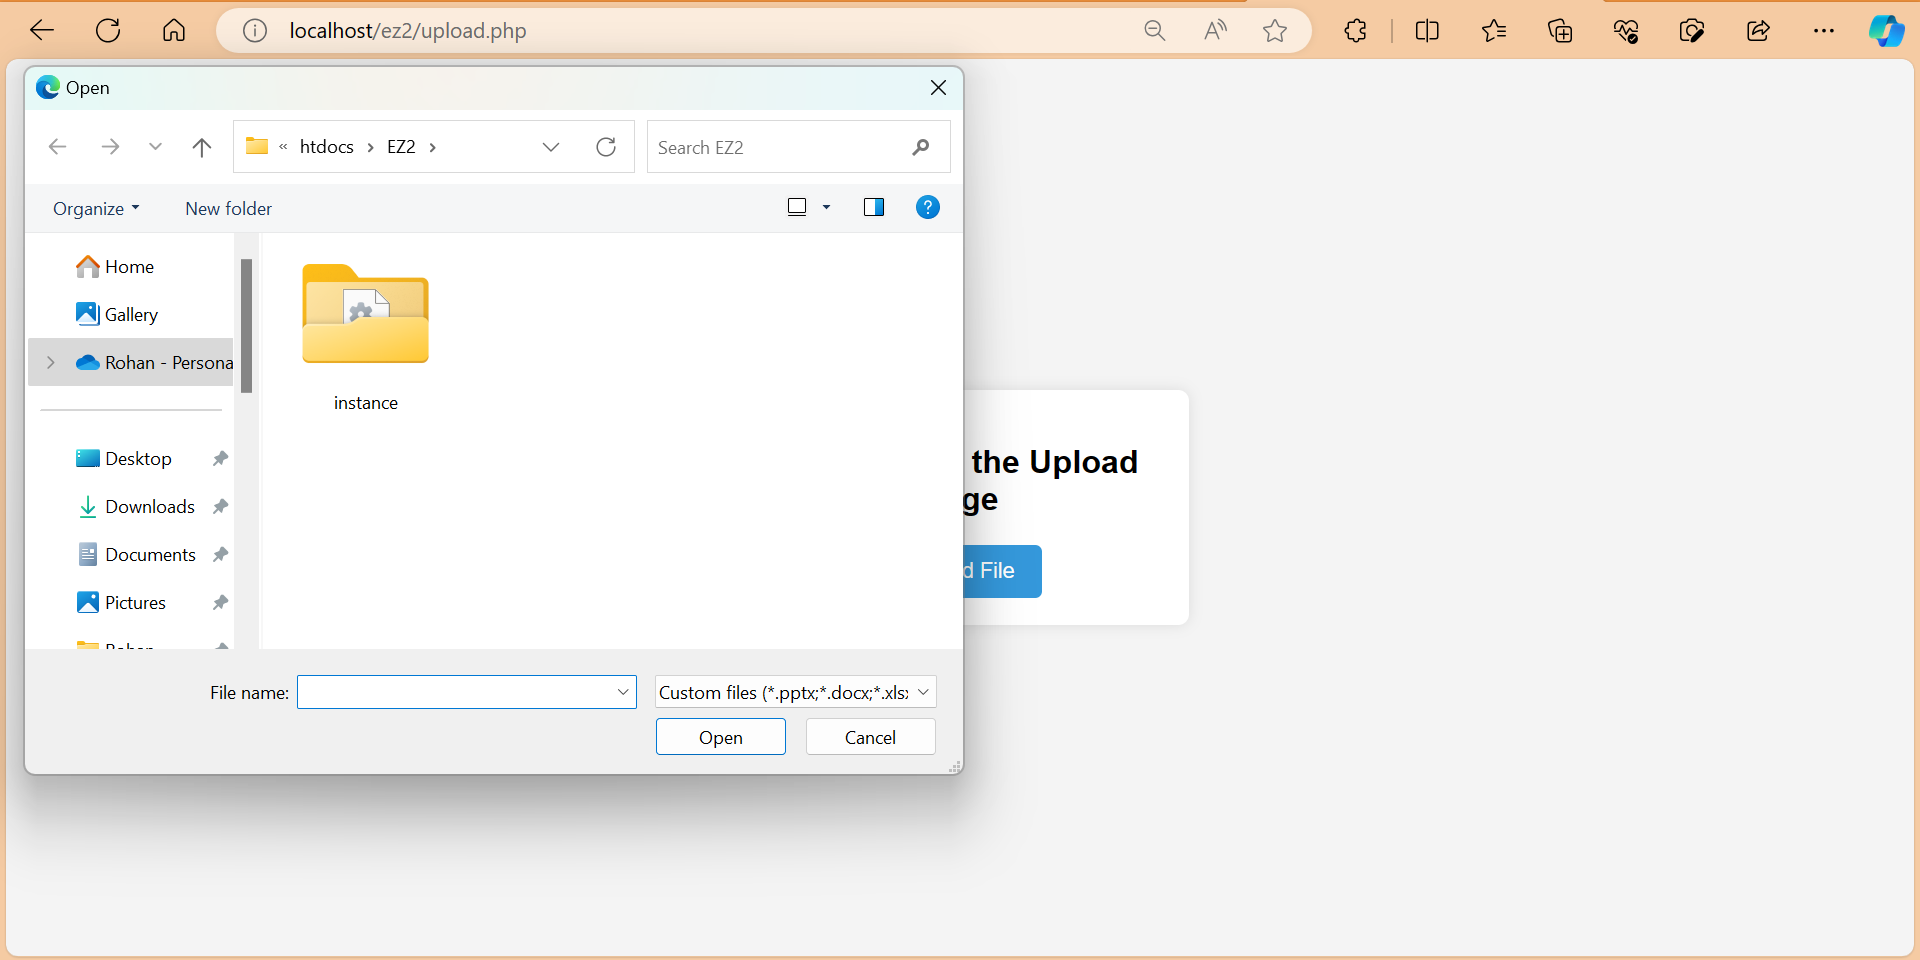 localhost/ez2/upload.php
Open
« htdocs > EZ2 >
Search EZ2
Organize
New folder
Home
Gallery
Rohan - Persona
instance
Desktop
Downloads
Documents
Pictures
Rohan
the Upload
ge
d File
File name:
Custom files (*.pptx;*.docx;*.xls
Open
Cancel